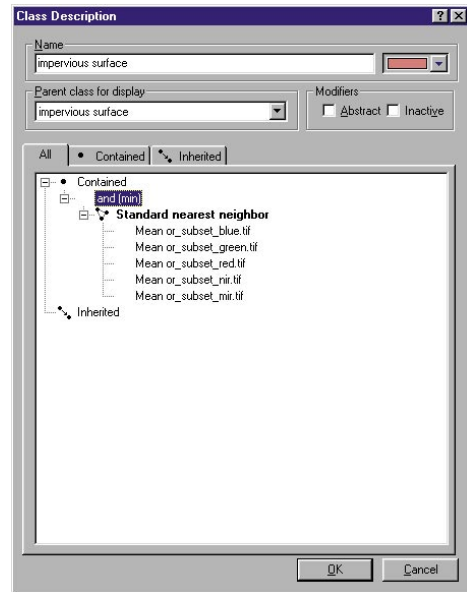 Class Description
Name
impervious surface
Parent class for display
impervious surface
Modifiers
Abstract Inactive
All Contained Inherited
Contained
and (min)
Standard nearest neighbor
Mean or_subset_blue.tif
Mean or_subset_green.tif
Mean or_subset_red.tif
Mean or_subset_nir.tif
Mean or_subset_mir.tif
Inherited
OK Cancel